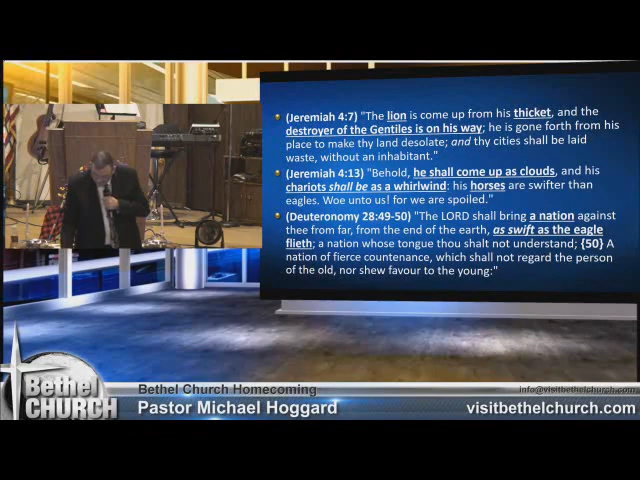 (Jeremiah 4:7) "The lion is come up from his thicket, and the
destroyer of the Gentiles is on his way; he is gone forth from his
place to make thy land desolate; and thy cities shall be laid
waste, without an inhabitant."
(Jeremiah 4:13) "Behold, he shall come up as clouds, and his
chariots shall be as a whirlwind: his horses are swifter than
eagles. Woe unto us! for we are spoiled."
(Deuteronomy 28:49-50) "The LORD shall bring a nation against
thee from far, from the end of the earth, as swift as the eagle
flieth; a nation whose tongue thou shalt not understand; {50} A
nation of fierce countenance, which shall not regard the person
of the old, nor shew favour to the young:"
Bethel
CHURCH
Bethel Church Homecoming
info@visitbethelchurch.com
Pastor Michael Hoggard
visitbethelchurch.com